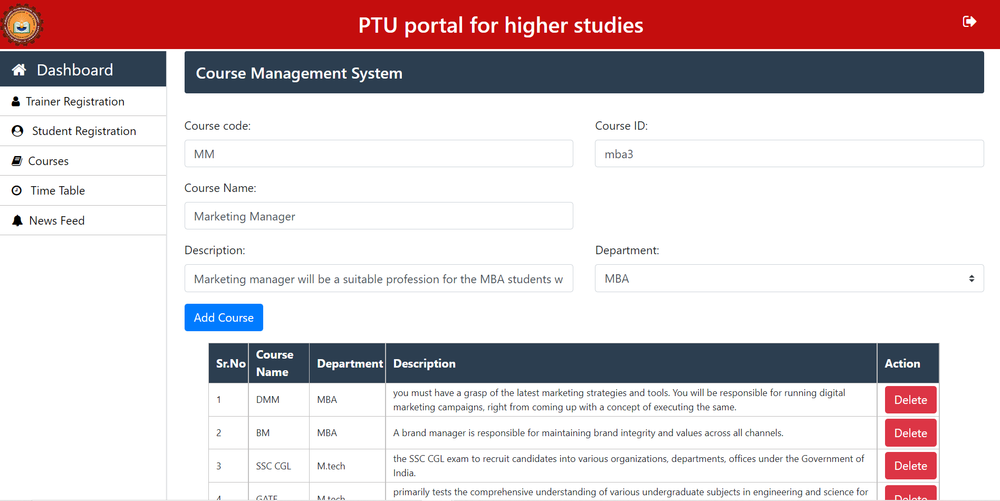 PTU portal for higher studies
Dashboard
Trainer Registration
Student Registration
Courses
Time Table
News Feed
Course Management System
Course code:
Course ID:
MM
mba3
Course Name:
Marketing Manager
Description:
Department:
Marketing manager will be a suitable profession for the MBA students w
MBA
Add Course
Sr.No Course Name Department Description Action
1 DMM MBA you must have a grasp of the latest marketing strategies and tools. You will be responsible for running digital
marketing campaigns, right from coming up with a concept of executing the same. Delete
2 BM MBA A brand manager is responsible for maintaining brand integrity and values across all channels. Delete
3 SSC CGL M.tech the SSC CGL exam to recruit candidates into various organizations, departments, offices under the Government of
India. Delete
4 GATE M.tech primarily tests the comprehensive understanding of various undergraduate subjects in engineering and science for
Delete